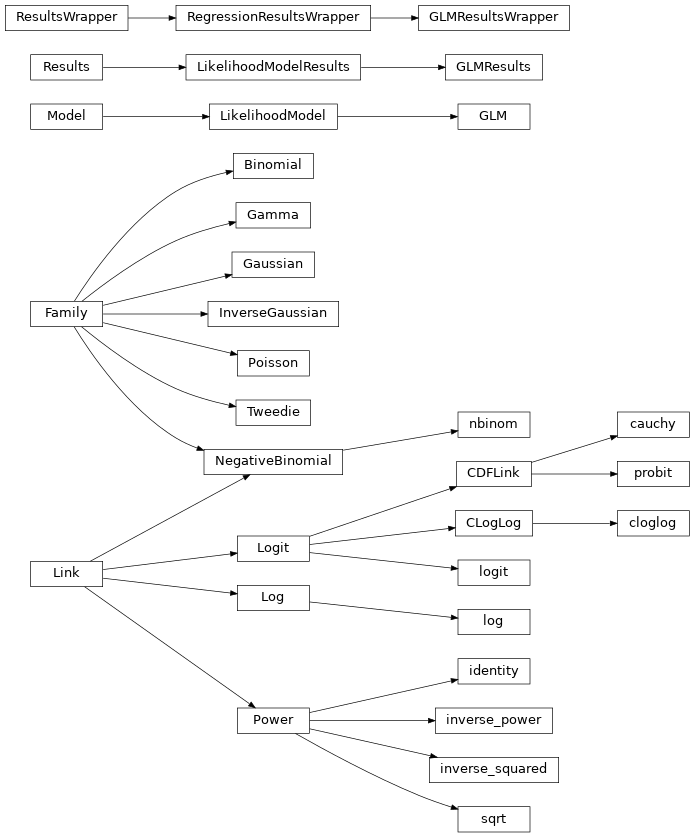 ResultsWrapper
RegressionResultsWrapper
GLMResultsWrapper
Results
LikelihoodModelResults
GLMResults
Model
LikelihoodModel
GLM
Binomial
Gamma
Gaussian
Family
InverseGaussian
Poisson
Tweedie
NegativeBinomial
nbinom
cauchy
CDFLink
probit
CLogLog
cloglog
Logit
logit
Link
Log
log
identity
Power
inverse_power
inverse_squared
sqrt